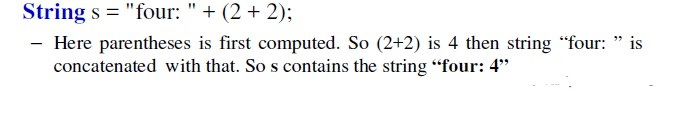 String s = "four: " + (2 + 2);
– Here parentheses is first computed. So (2+2) is 4 then string “four: ” is
concatenated with that. So s contains the string “four: 4”